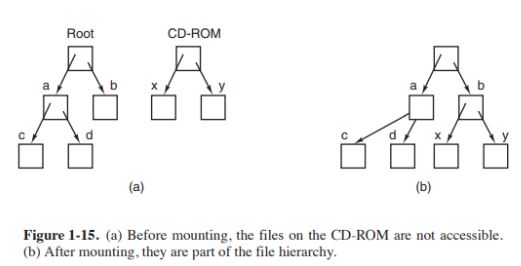 Root CD-ROM
a b x y
c d
(a)
a b
c d x y
(b)
Figure 1-15. (a) Before mounting, the files on the CD-ROM are not accessible.
(b) After mounting, they are part of the file hierarchy.